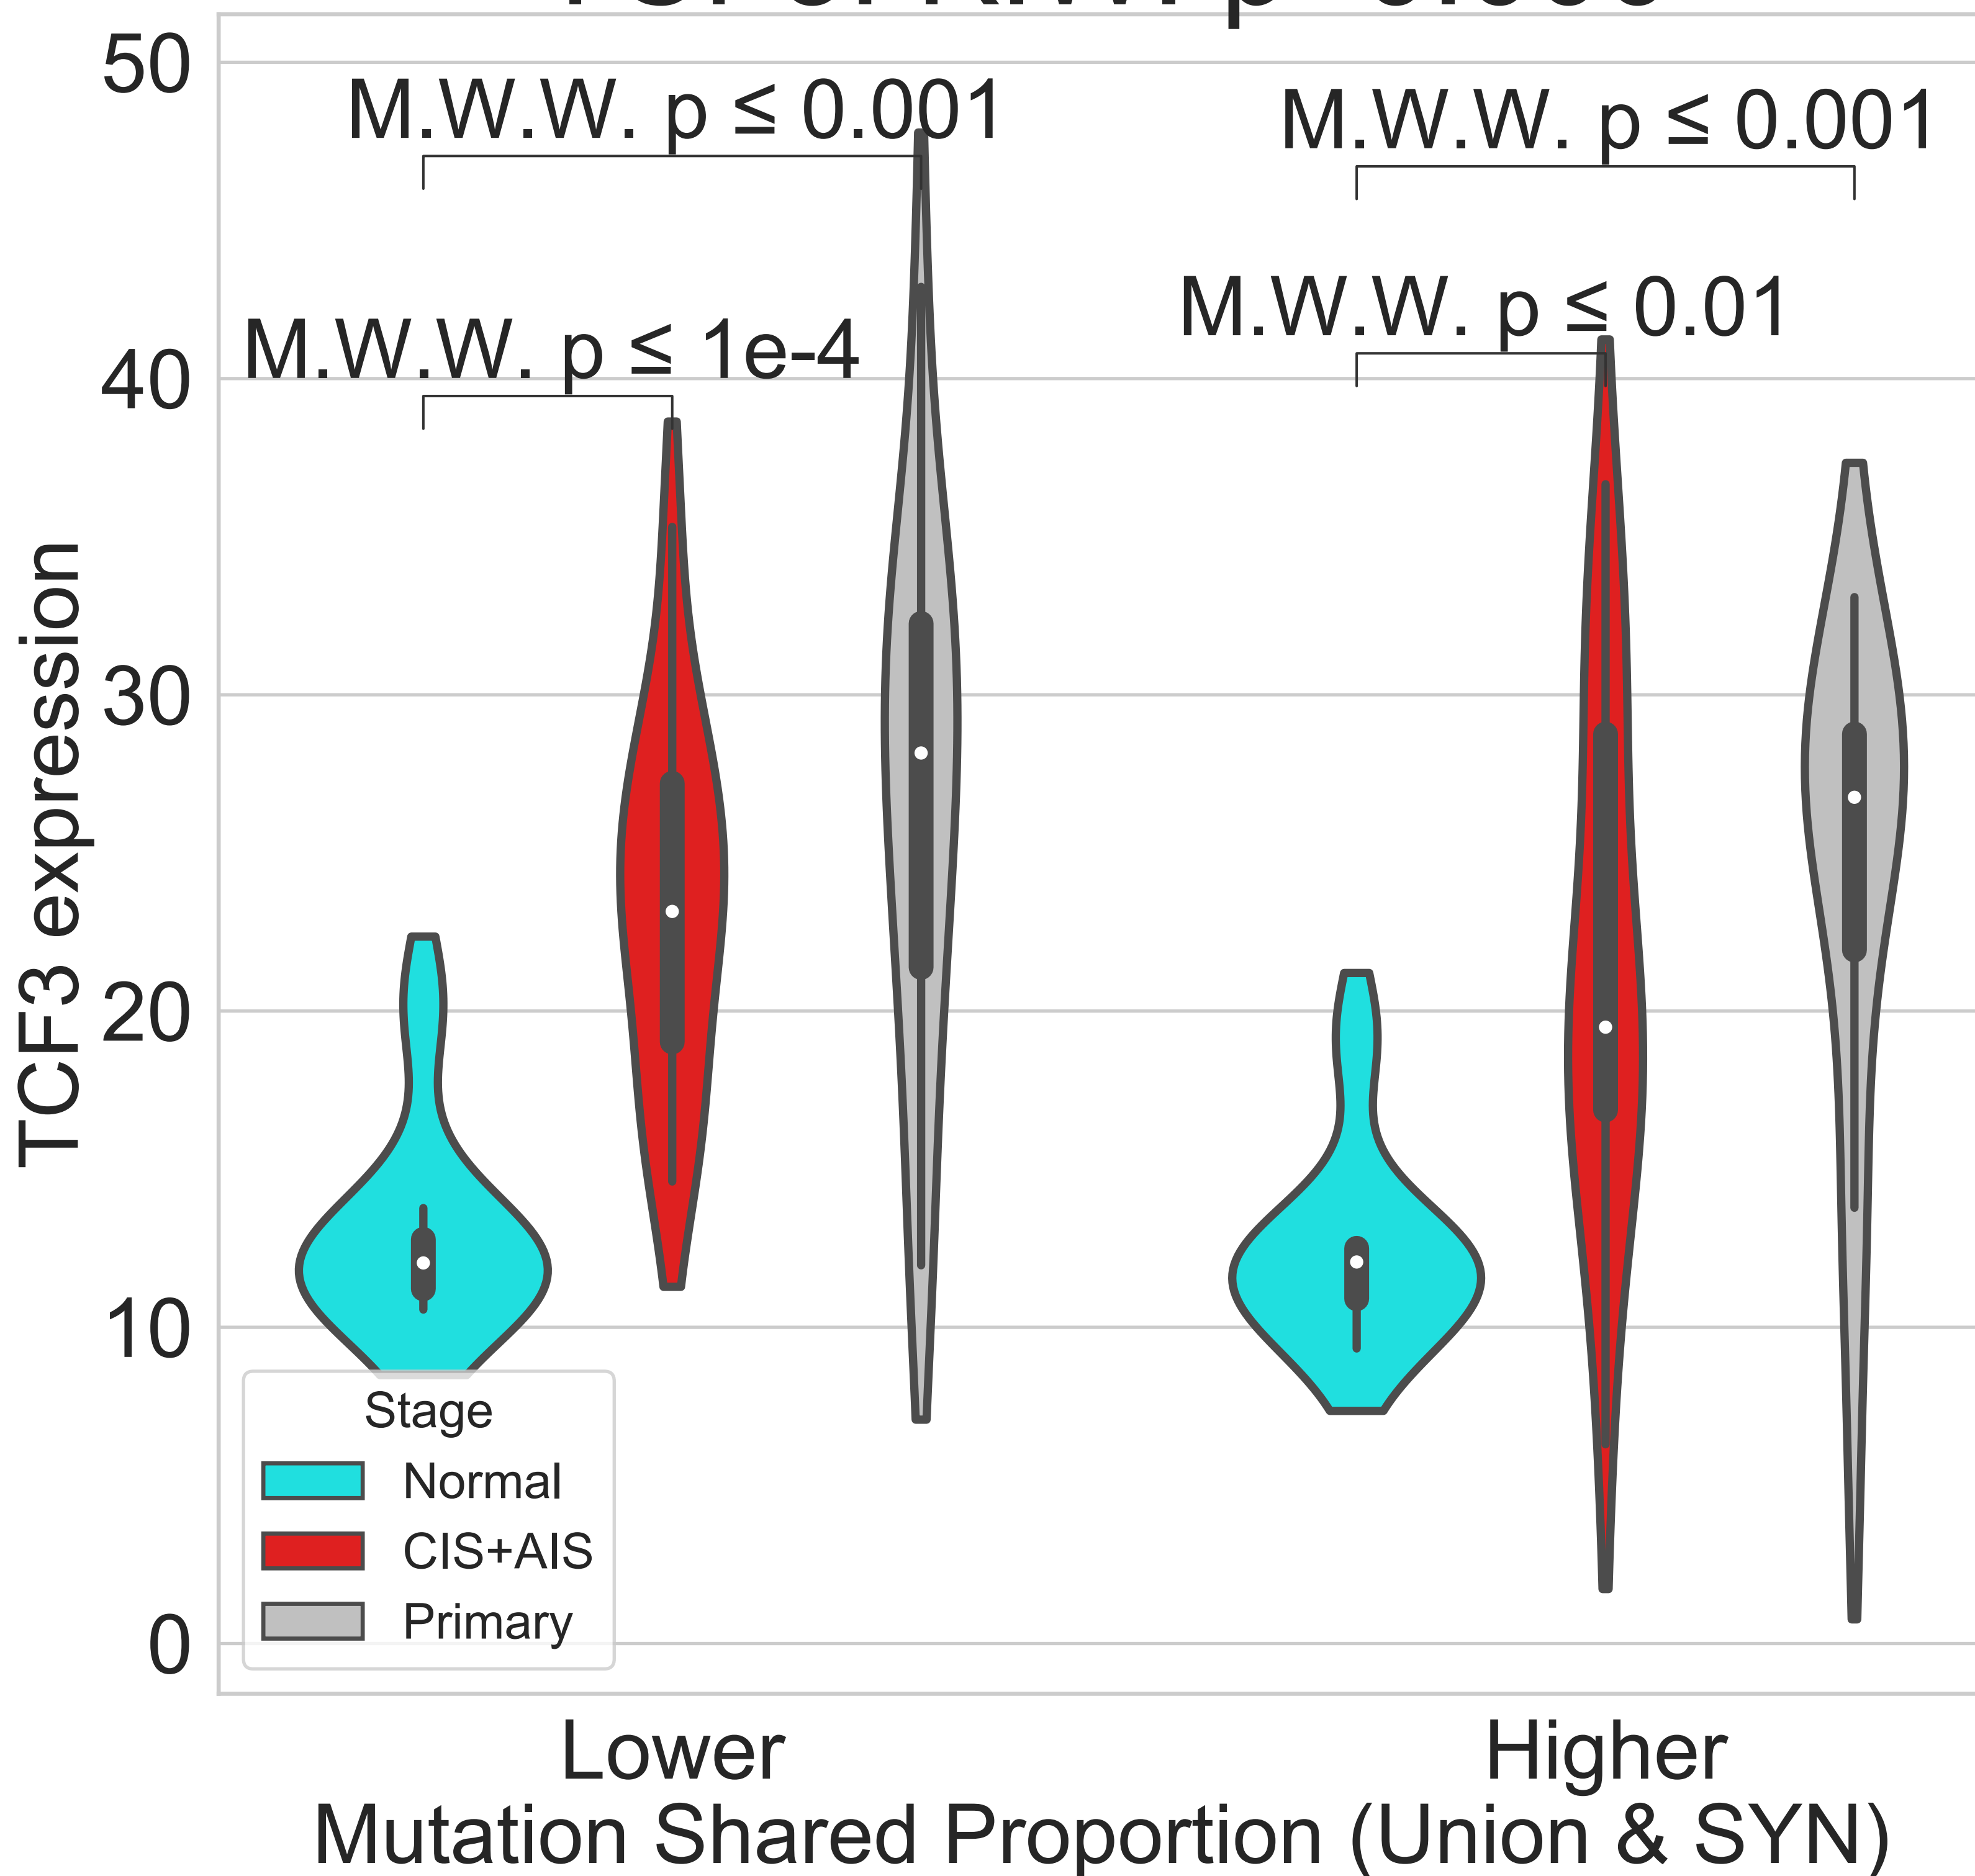 50
M.W.W. p ≤ 0.001
M.W.W. p ≤ 0.001
M.W.W. p ≤ 0.01
M.W.W. p ≤ 1e-4
40
30
20
10
0
TCF3 expression
Stage
Normal
CIS+AIS
Primary
Lower
Higher
Mutation Shared Proportion (Union & SYN)